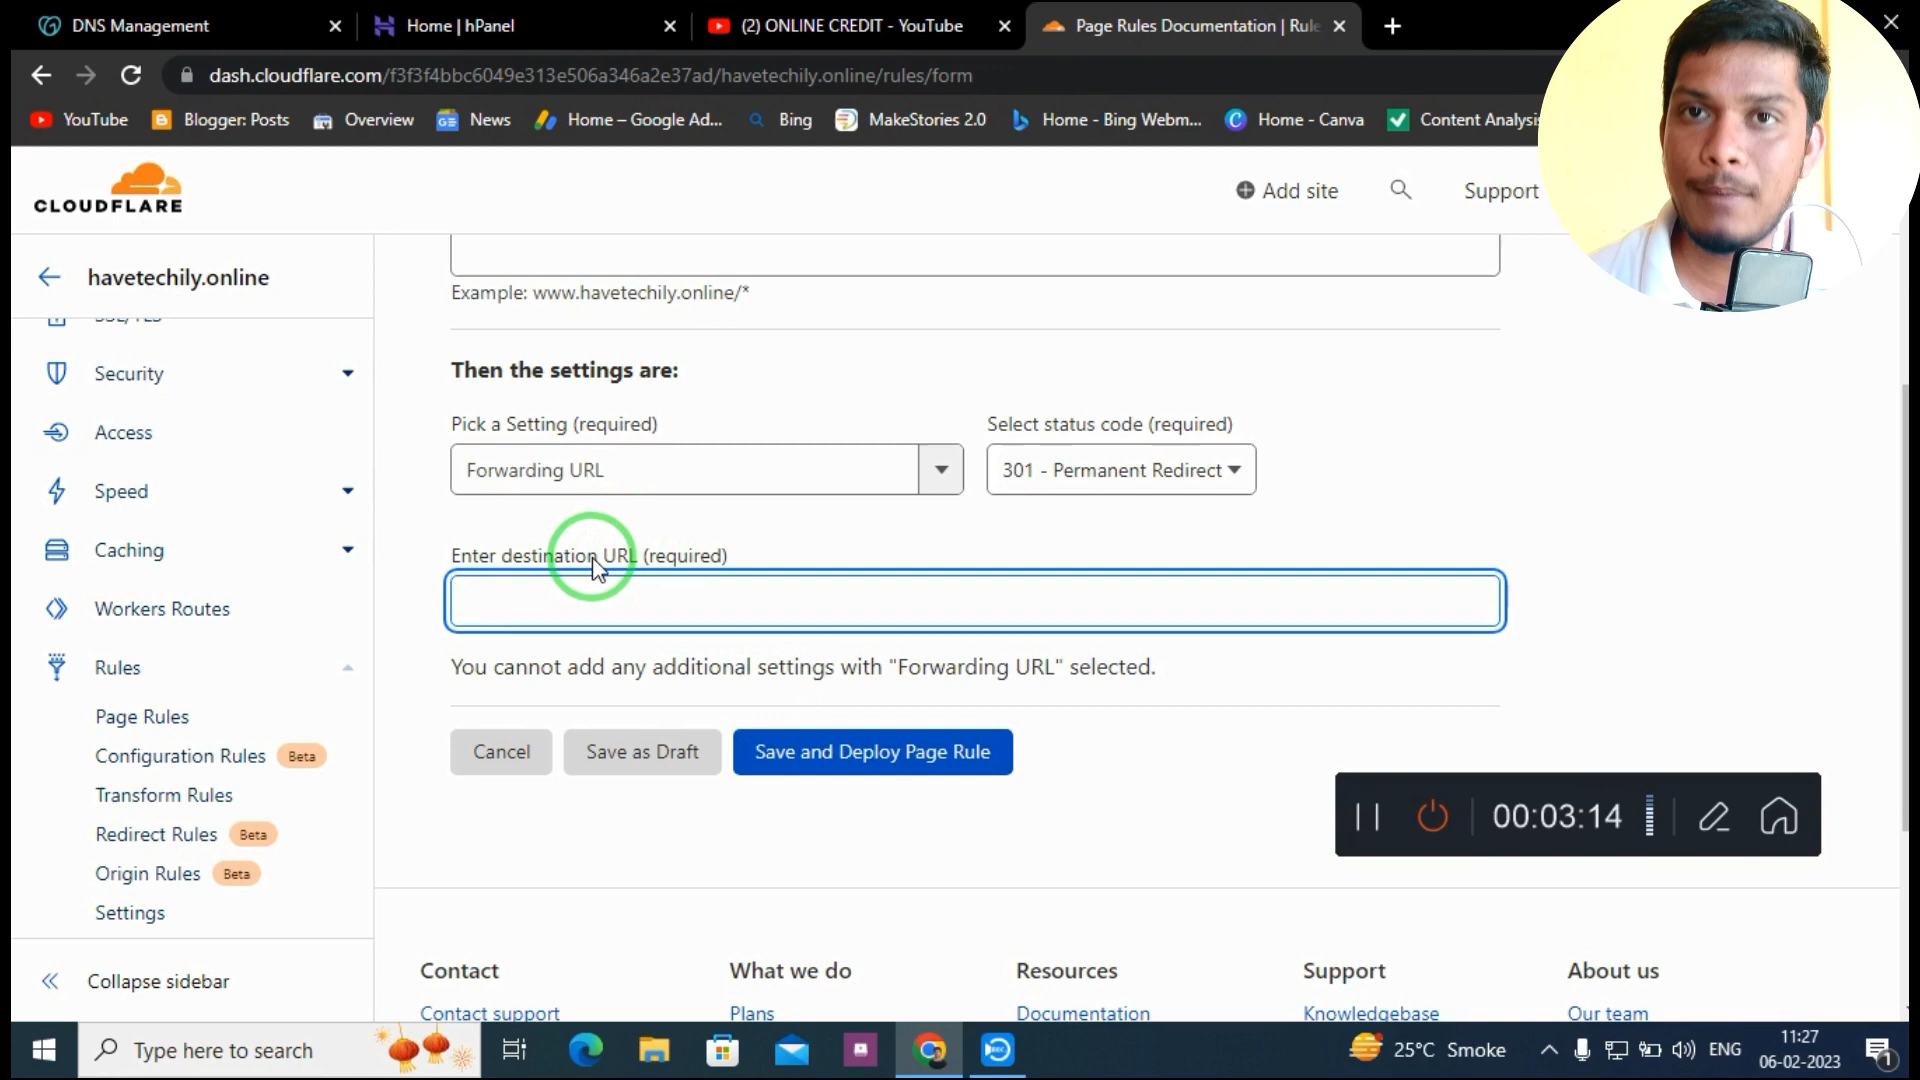 DNS Management
Home | hPanel
(2) ONLINE CREDIT - YouTube
Page Rules Documentation | Rule
dash.cloudflare.com/f3f3f4bbc6049e313e506a346a2e37ad/havetechily.online/rules/form
YouTube
Blogger: Posts
Overview
News
Home – Google Ad...
Bing
MakeStories 2.0
Home - Bing Webm...
Home - Canva
Content Analysi
CLOUDFLARE
Add site
Support
havetechily.online
SSL/TLS
Security
Access
Speed
Caching
Workers Routes
Rules
Page Rules
Configuration Rules Beta
Transform Rules
Redirect Rules Beta
Origin Rules Beta
Settings
Collapse sidebar
Example: www.havetechily.online/*
Then the settings are:
Pick a Setting (required)
Select status code (required)
Forwarding URL
301 - Permanent Redirect
Enter destination URL (required)
You cannot add any additional settings with "Forwarding URL" selected.
Cancel
Save as Draft
Save and Deploy Page Rule
00:03:14
Contact
What we do
Resources
Support
About us
Contact support
Plans
Documentation
Knowledgebase
Our team
Type here to search
REC
25°C Smoke
ENG
11:27
06-02-2023
1